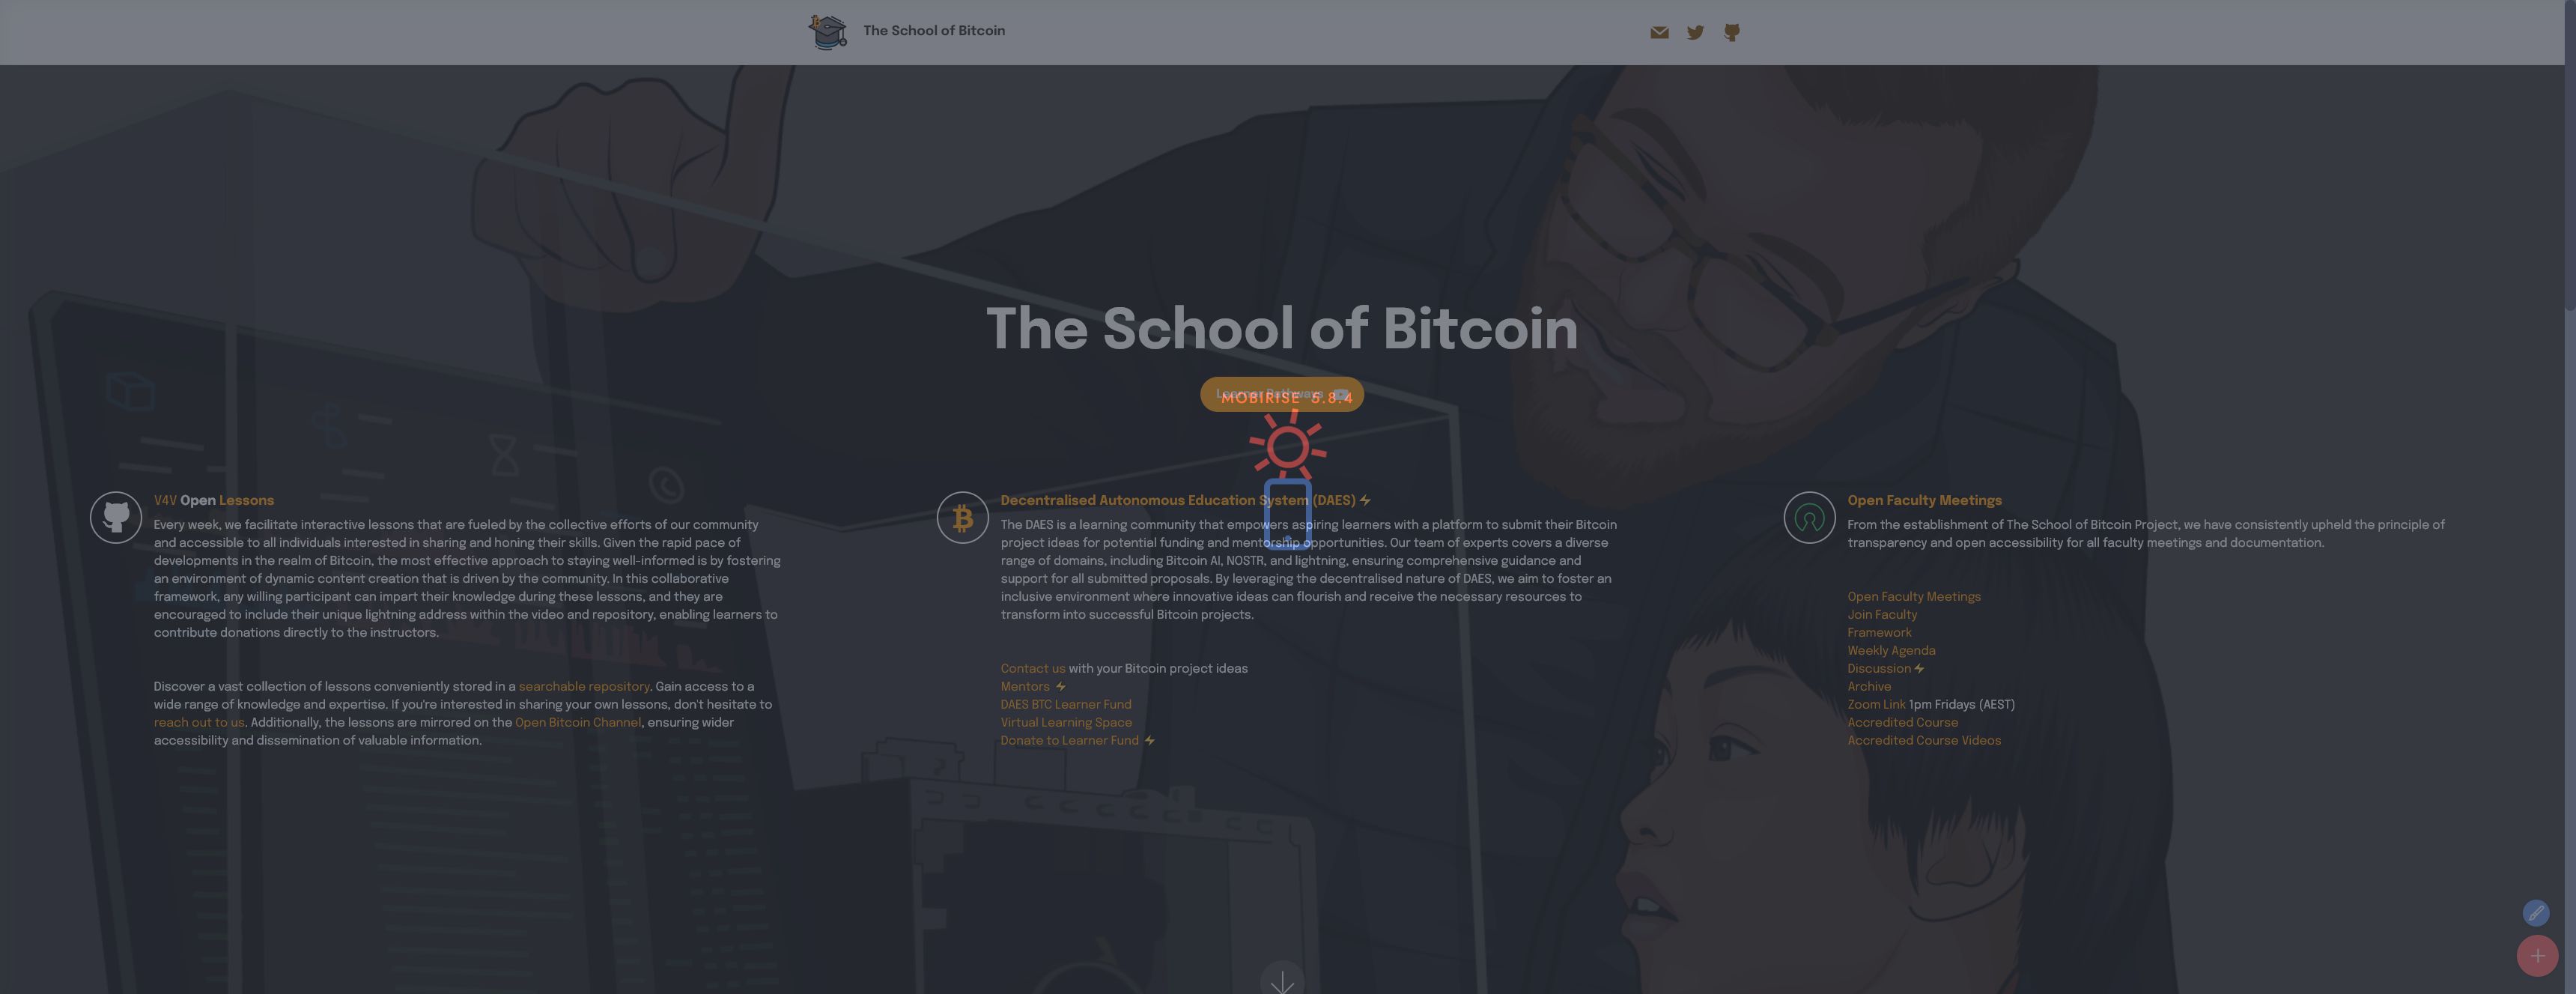 The School of Bitcoin
The School of Bitcoin
Learner Pathways
MOBIRISE 5.8.4
V4V Open Lessons
Every week, we facilitate interactive lessons that are fueled by the collective efforts of our community
and accessible to all individuals interested in sharing and honing their skills. Given the rapid pace of
developments in the realm of Bitcoin, the most effective approach to staying well-informed is by fostering
an environment of dynamic content creation that is driven by the community. In this collaborative
framework, any willing participant can impart their knowledge during these lessons, and they are
encouraged to include their unique lightning address within the video and repository, enabling learners to
contribute donations directly to the instructors.
Discover a vast collection of lessons conveniently stored in a searchable repository. Gain access to a
wide range of knowledge and expertise. If you're interested in sharing your own lessons, don't hesitate to
reach out to us. Additionally, the lessons are mirrored on the Open Bitcoin Channel, ensuring wider
accessibility and dissemination of valuable information.
Decentralised Autonomous Education System (DAES)
The DAES is a learning community that empowers aspiring learners with a platform to submit their Bitcoin
project ideas for potential funding and mentorship opportunities. Our team of experts covers a diverse
range of domains, including Bitcoin AI, NOSTR, and lightning, ensuring comprehensive guidance and
support for all submitted proposals. By leveraging the decentralised nature of DAES, we aim to foster an
inclusive environment where innovative ideas can flourish and receive the necessary resources to
transform into successful Bitcoin projects.
Contact us with your Bitcoin project ideas
Mentors
DAES BTC Learner Fund
Virtual Learning Space
Donate to Learner Fund
Open Faculty Meetings
From the establishment of The School of Bitcoin Project, we have consistently upheld the principle of
transparency and open accessibility for all faculty meetings and documentation.
Open Faculty Meetings
Join Faculty
Framework
Weekly Agenda
Discussion
Archive
Zoom Link 1pm Fridays (AEST)
Accredited Course
Accredited Course Videos